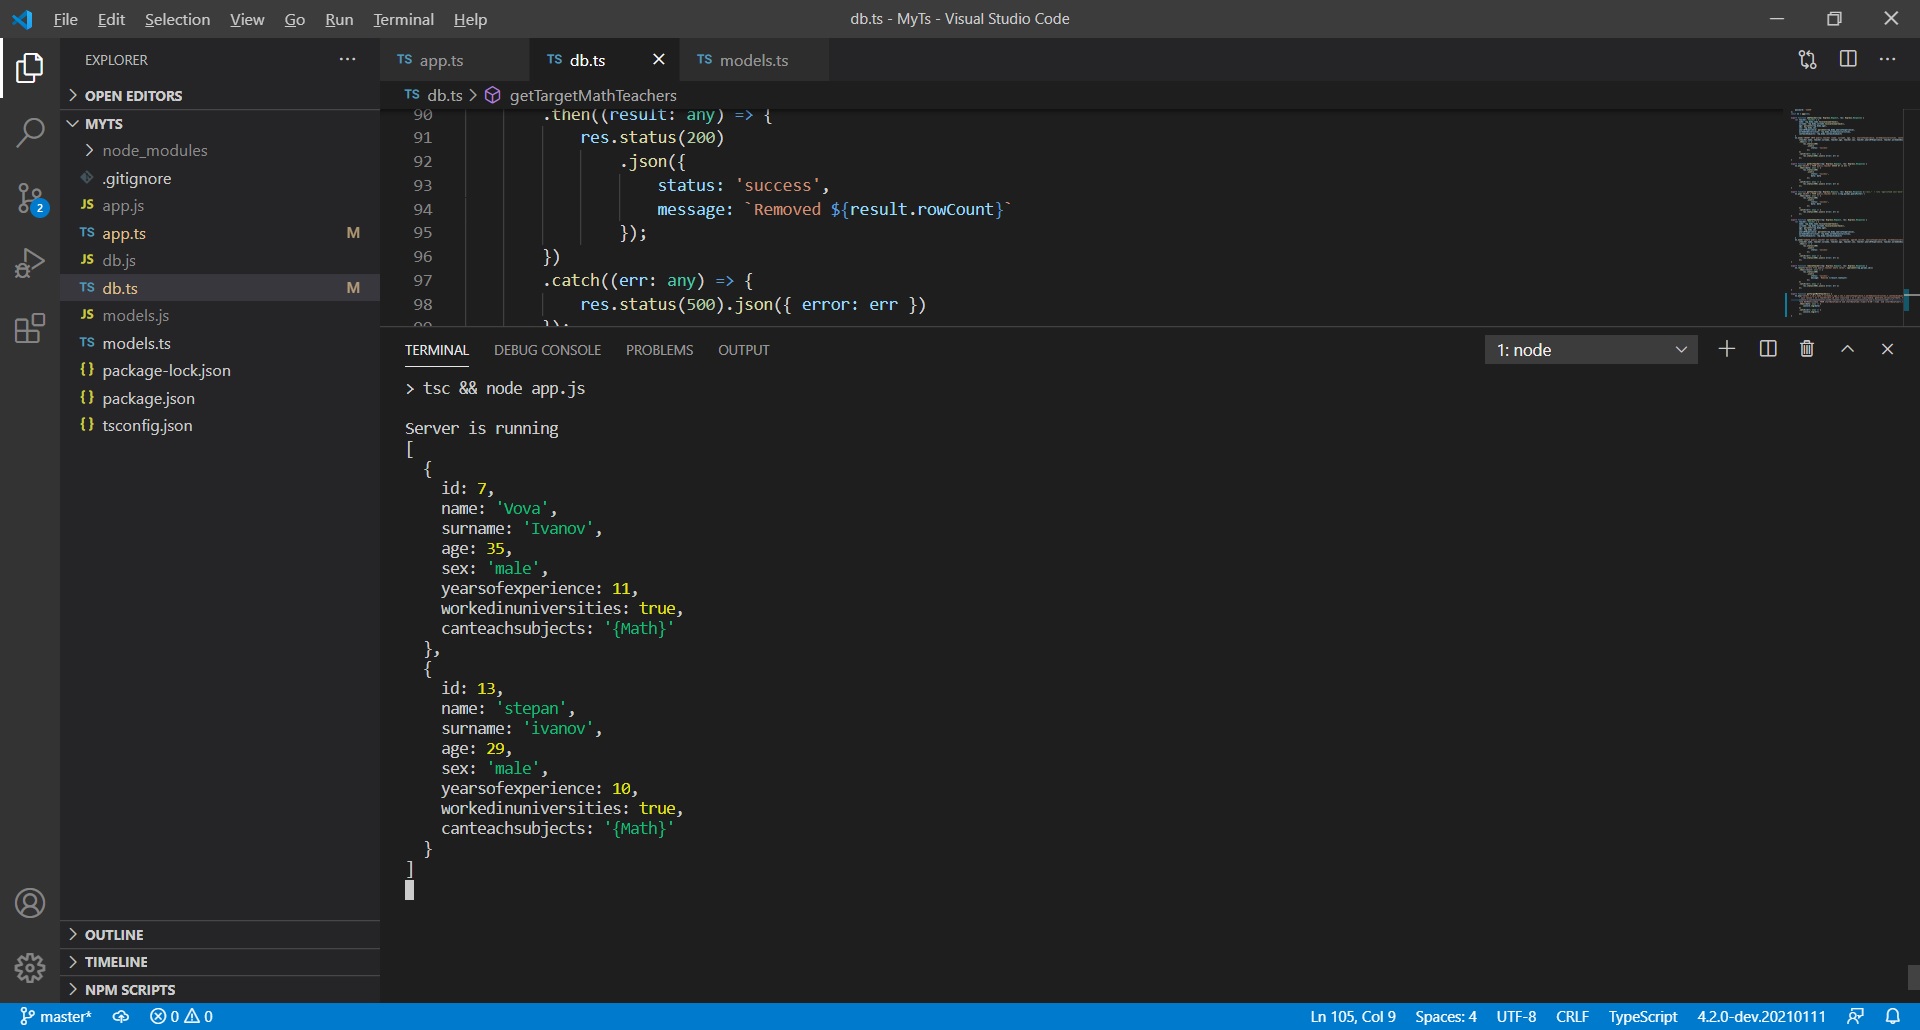 File Edit Selection View Go Run Terminal Help
db.ts - MyTs - Visual Studio Code
EXPLORER
OPEN EDITORS
MYTS
node_modules
.gitignore
JS app.js
TS app.ts M
JS db.js
TS db.ts M
JS models.js
TS models.ts
{} package-lock.json
{} package.json
{} tsconfig.json
OUTLINE
TIMELINE
NPM SCRIPTS
2
TS app.ts TS db.ts TS models.ts
TS db.ts > getTargetMathTeachers
90 .then((result: any) => {
91 res.status(200)
92 .json({
93 status: 'success',
94 message: `Removed ${result.rowCount}`
95 });
96 })
97 .catch((err: any) => {
98 res.status(500).json({ error: err })
99 });
TERMINAL DEBUG CONSOLE PROBLEMS OUTPUT
1: node
> tsc && node app.js
Server is running
[
{
id: 7,
name: 'Vova',
surname: 'Ivanov',
age: 35,
sex: 'male',
yearsofexperience: 11,
workedinuniversities: true,
canteachsubjects: '{Math}'
},
{
id: 13,
name: 'stepan',
surname: 'ivanov',
age: 29,
sex: 'male',
yearsofexperience: 10,
workedinuniversities: true,
canteachsubjects: '{Math}'
}
]
master* 0 0
Ln 105, Col 9 Spaces: 4 UTF-8 CRLF TypeScript 4.2.0-dev.20210111